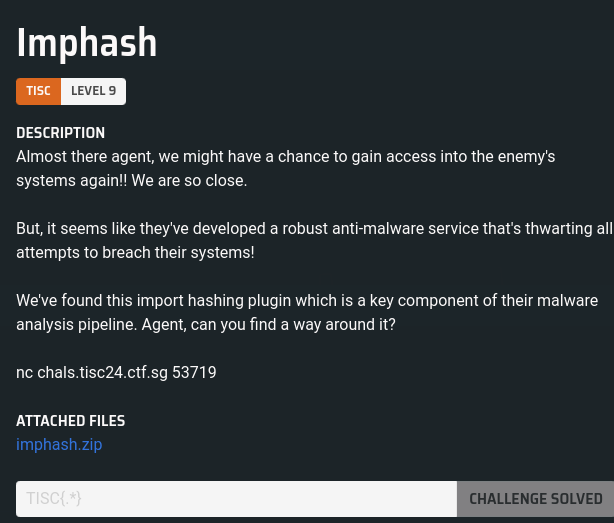 Imphash
TISC LEVEL 9
DESCRIPTION
Almost there agent, we might have a chance to gain access into the enemy's
systems again!! We are so close.
But, it seems like they've developed a robust anti-malware service that's thwarting all
attempts to breach their systems!
We've found this import hashing plugin which is a key component of their malware
analysis pipeline. Agent, can you find a way around it?
nc chals.tisc24.ctf.sg 53719
ATTACHED FILES
imphash.zip
TISC{.*} CHALLENGE SOLVED